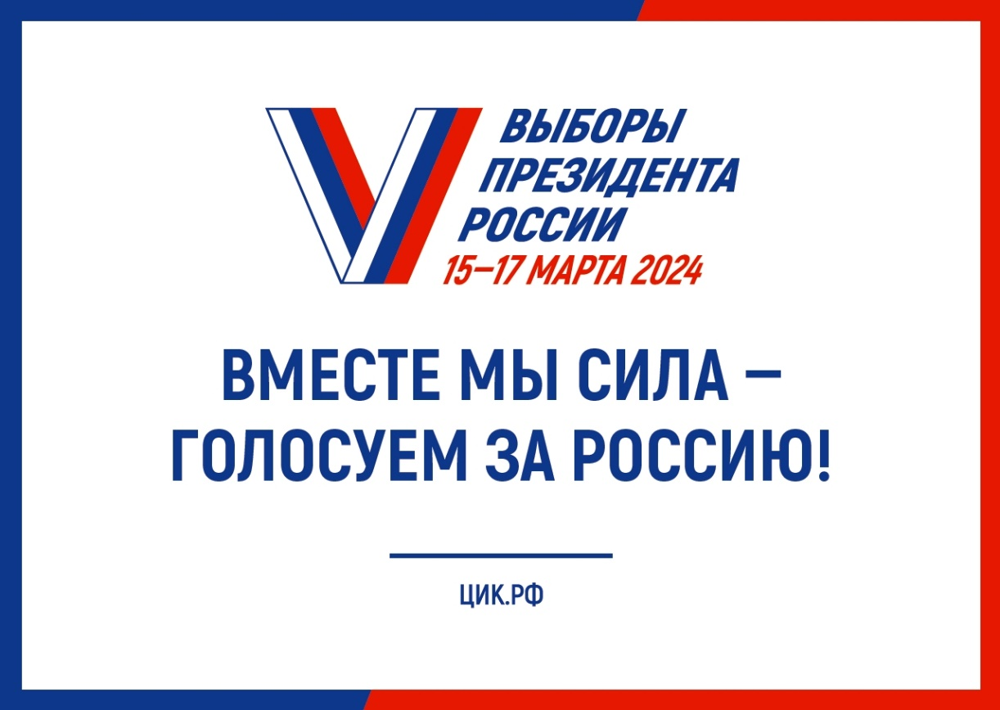 ВЫБОРЫ
ПРЕЗИДЕНТА
РОССИИ
15–17 МАРТА 2024
ВМЕСТЕ МЫ СИЛА –
ГОЛОСУЕМ ЗА РОССИЮ!
ЦИК.РФ